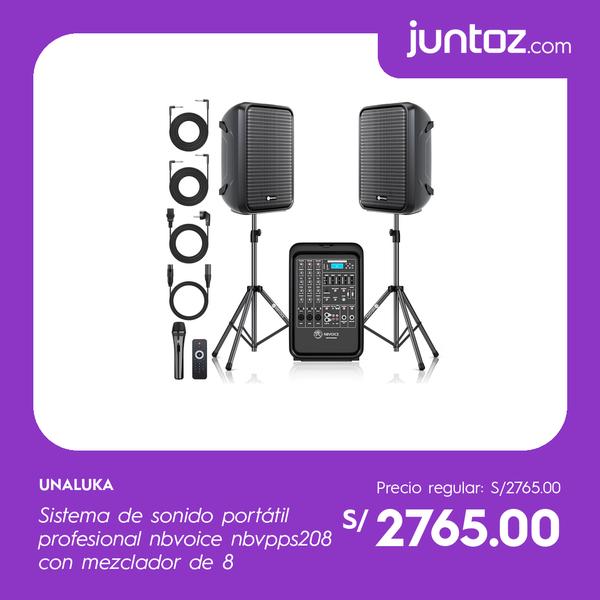 juntoz.com
NBVOICE
UNALUKA
Precio regular: S/2765.00
Sistema de sonido portátil
profesional nbvoice nbvpps208
con mezclador de 8
S/ 2765.00